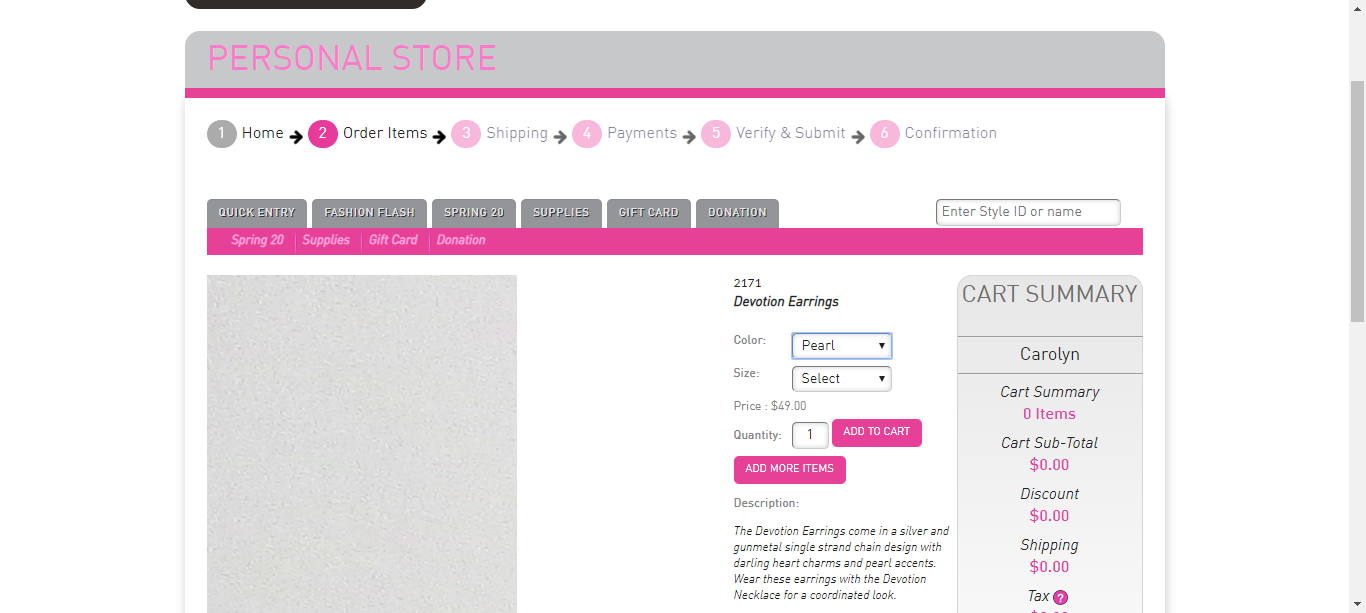 PERSONAL STORE
1 Home 2 Order Items 3 Shipping 4 Payments 5 Verify & Submit 6 Confirmation
QUICK ENTRY FASHION FLASH SPRING 20 SUPPLIES GIFT CARD DONATION Enter Style ID or name
Spring 20 Supplies Gift Card Donation
2171
Devotion Earrings
Color: Pearl
Size: Select
Price : $49.00
Quantity: 1 ADD TO CART
ADD MORE ITEMS
Description:
The Devotion Earrings come in a silver and
gunmetal single strand chain design with
darling heart charms and pearl accents.
Wear these earrings with the Devotion
Necklace for a coordinated look.
CART SUMMARY
Carolyn
Cart Summary
0 Items
Cart Sub-Total
$0.00
Discount
$0.00
Shipping
$0.00
Tax ?